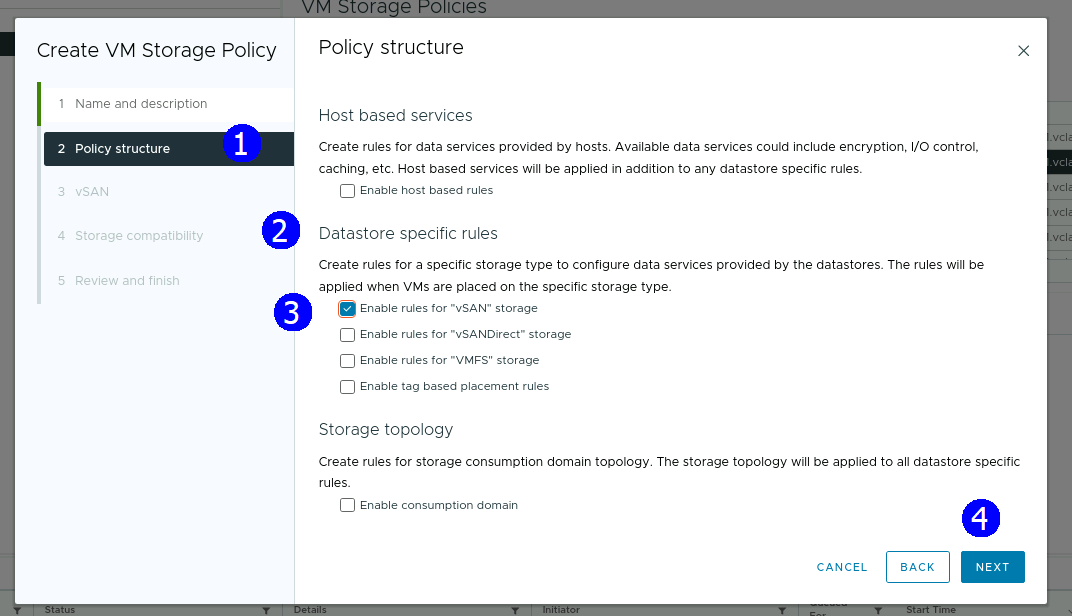 VM Storage Policies
Create VM Storage Policy
1 Name and description
2 Policy structure
1
3 vSAN
4 Storage compatibility
5 Review and finish
Policy structure
Host based services
Create rules for data services provided by hosts. Available data services could include encryption, I/O control,
caching, etc. Host based services will be applied in addition to any datastore specific rules.
Enable host based rules
2
Datastore specific rules
Create rules for a specific storage type to configure data services provided by the datastores. The rules will be
applied when VMs are placed on the specific storage type.
3
Enable rules for "vSAN" storage
Enable rules for "vSANDirect" storage
Enable rules for "VMFS" storage
Enable tag based placement rules
Storage topology
Create rules for storage consumption domain topology. The storage topology will be applied to all datastore specific
rules.
Enable consumption domain
4
CANCEL
BACK
NEXT
l.vcla
l.vcla
l.vcla
l.vcla
l.vcla
Status
Details
Initiator
For
Start Time